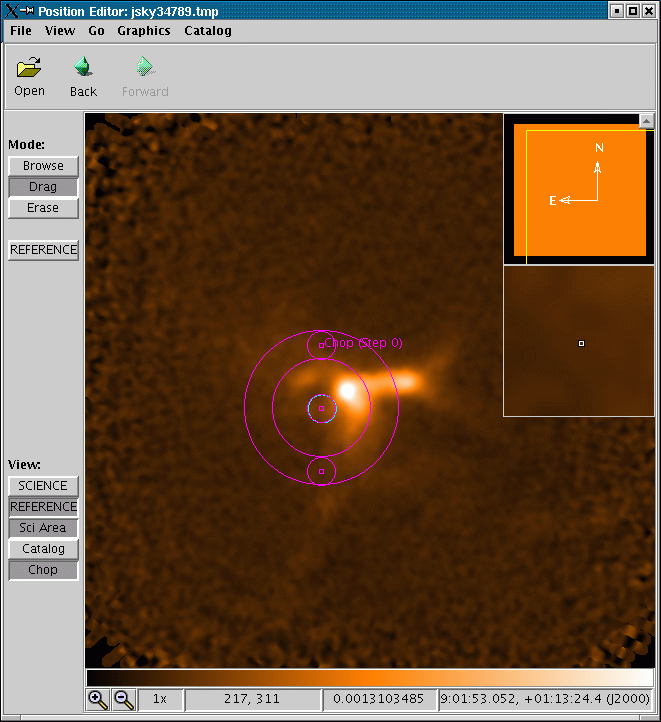 Position Editor: jsky34789.tmp
File View Go Graphics Catalog
Open Back Forward
Mode:
Browse
Drag
Erase
REFERENCE
N
E
Chop (Step 0)
View:
SCIENCE
REFERENCE
Sci Area
Catalog
Chop
1x 217, 311 0.0013103485 9:01:53.052, +01:13:24.4 (J2000)